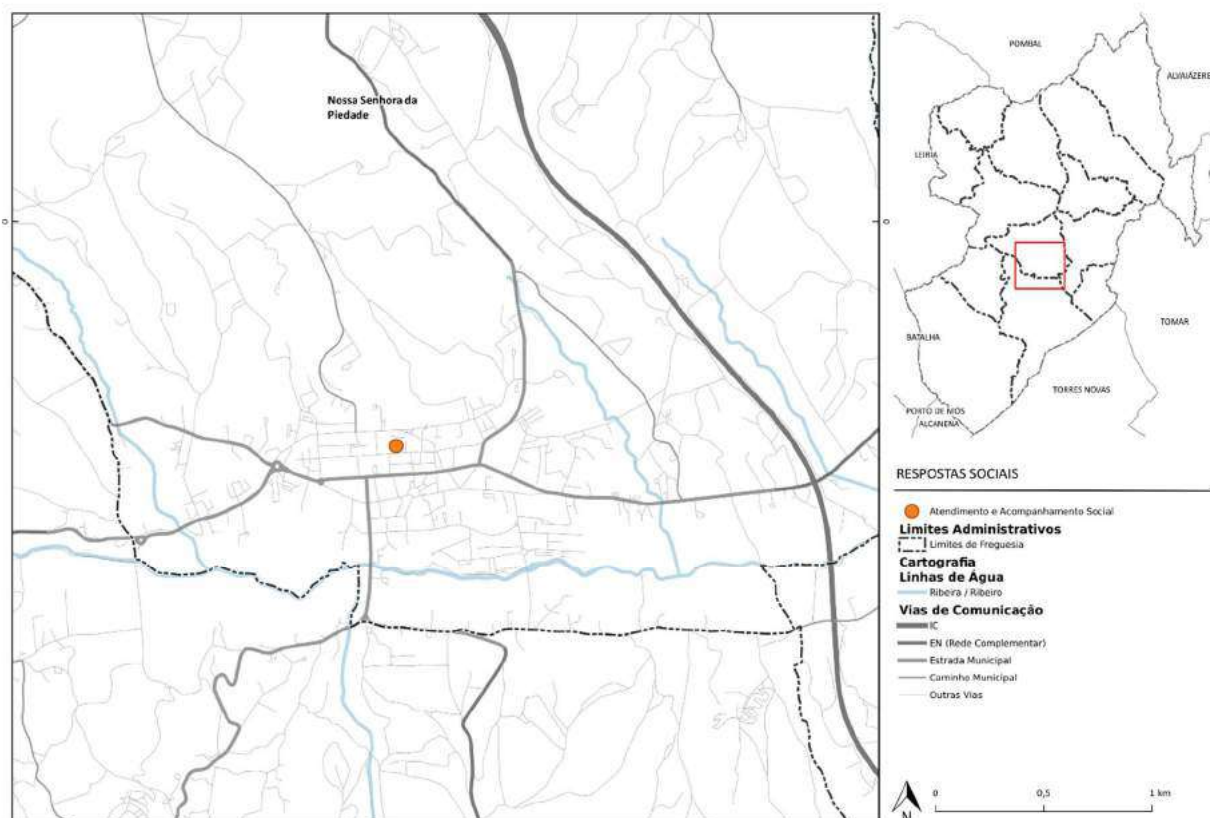 Nossa Senhora da
Piedade
0
0
POMBAL
ALVAIÁZERE
LEIRIA
BATALHA
TOMAR
TORRES NOVAS
PORTO DE MÓS
ALCANENA
RESPOSTAS SOCIAIS
Atendimento e Acompanhamento Social
Limites Administrativos
Limites de Freguesia
Cartografia
Linhas de Água
Ribeira / Ribeiro
Vias de Comunicação
IC
EN (Rede Complementar)
Estrada Municipal
Caminho Municipal
Outras Vias
N
0 0,5 1 km